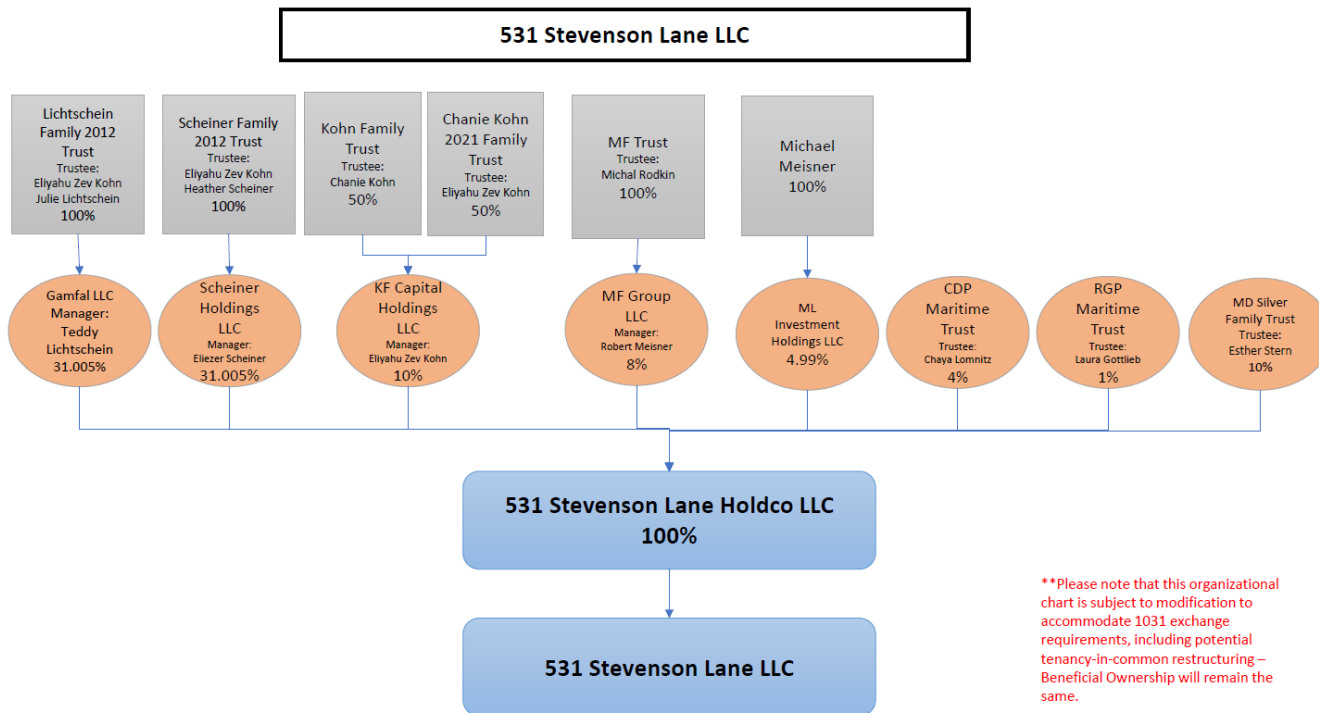 531 Stevenson Lane LLC
Lichtschein
Family 2012
Trust
Trustee:
Eliyahu Zev Kohn
Julie Lichtschein
100%
Scheiner Family
2012 Trust
Trustee:
Eliyahu Zev Kohn
Heather Scheiner
100%
Kohn Family
Trust
Trustee:
Chanie Kohn
50%
Chanie Kohn
2021 Family
Trust
Trustee:
Eliyahu Zev Kohn
50%
MF Trust
Trustee:
Michal Rodkin
100%
Michael
Meisner
100%
Gamfal LLC
Manager:
Teddy
Lichtschein
31.005%
Scheiner
Holdings
LLC
Manager:
Eliezer Scheiner
31.005%
KF Capital
Holdings
LLC
Manager:
Eliyahu Zev Kohn
10%
MF Group
LLC
Manager:
Robert Meisner
8%
ML
Investment
Holdings LLC
4.99%
CDP
Maritime
Trust
Trustee:
Chaya Lomnitz
4%
RGP
Maritime
Trust
Trustee:
Laura Gottlieb
1%
MD Silver
Family Trust
Trustee:
Esther Stern
10%
531 Stevenson Lane Holdco LLC
100%
531 Stevenson Lane LLC
**Please note that this organizational
chart is subject to modification to
accommodate 1031 exchange
requirements, including potential
tenancy-in-common restructuring –
Beneficial Ownership will remain the
same.